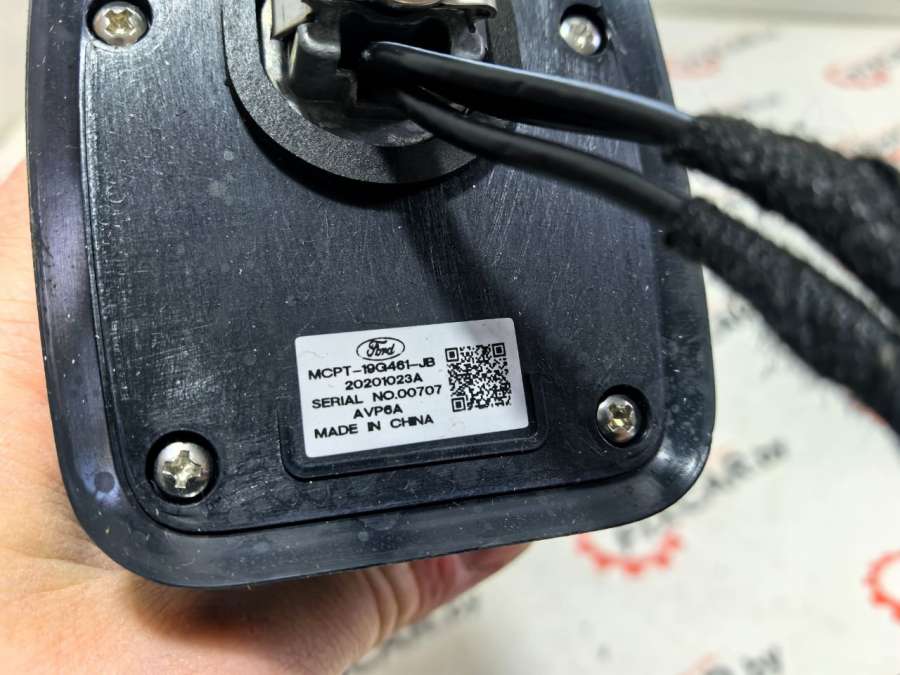 Ford
MCPT-19G461-JB
20201023A
SERIAL NO.00707
AVP6A
MADE IN CHINA